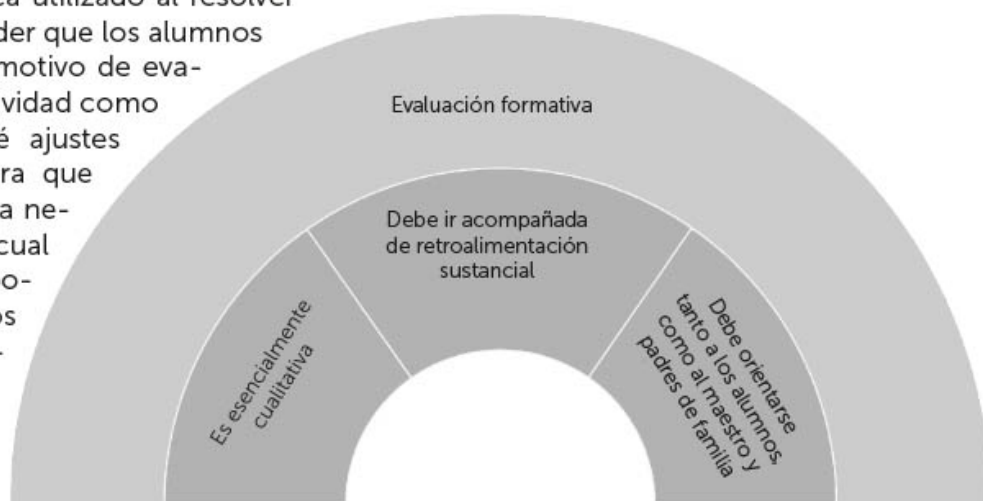 utilizado al resolver
der que los alumnos
motivo de eva-
vidad como
ajustes
ra que
a ne-
cual
o-
os
Evaluación formativa
Debe ir acompañada
de retroalimentación
sustancial
Es esencialmente
cualitativa
Debe orientarse
tanto a los alumnos,
como al maestro y
padres de familia